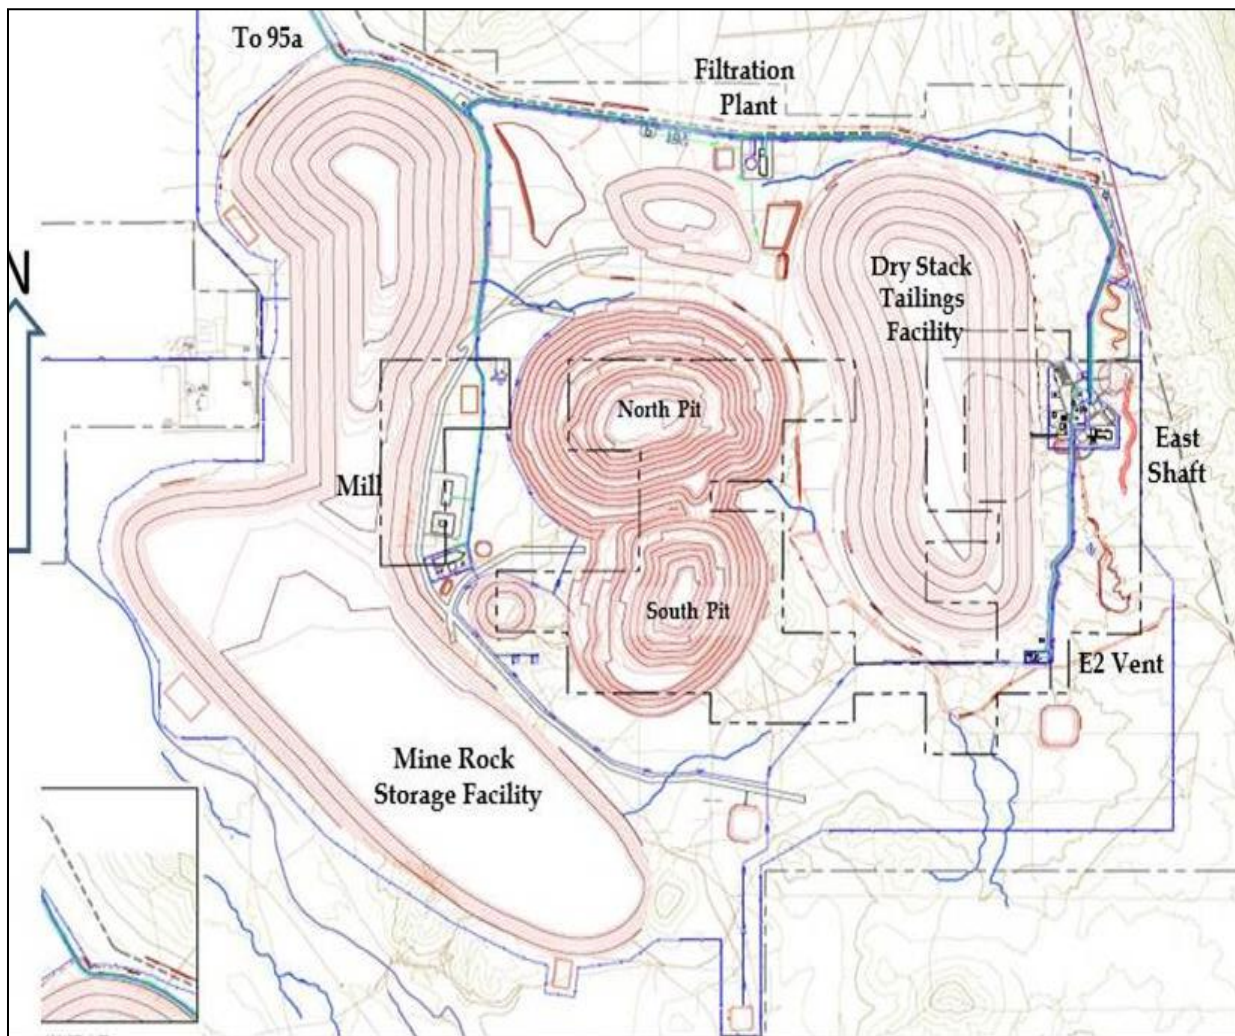 To 95a
Filtration
Plant
N
Dry Stack
Tailings
Facility
North Pit
East
Shaft
Mill
South Pit
E2 Vent
Mine Rock
Storage Facility